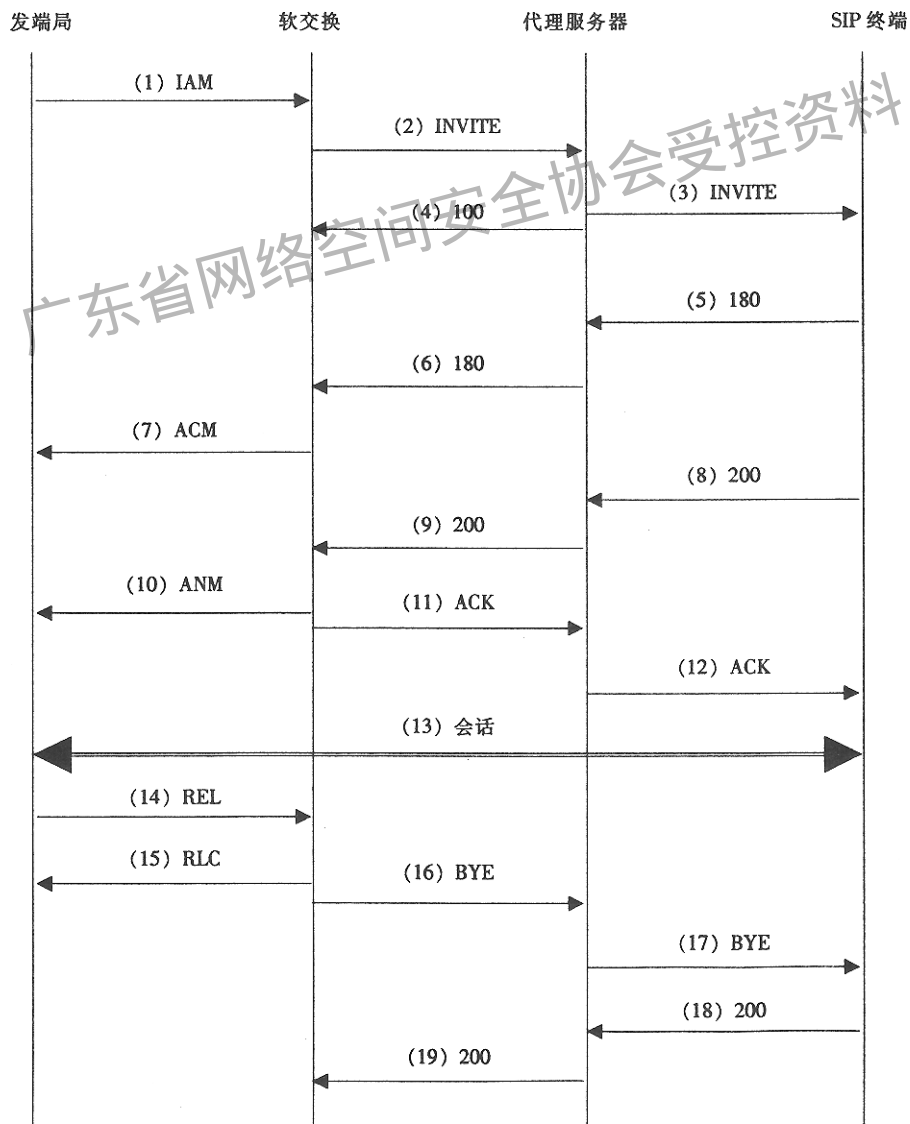 发端局 软交换 代理服务器 SIP 终端
(1) IAM
(2) INVITE
(3) INVITE
(4) 100
(5) 180
(6) 180
(7) ACM
(8) 200
(9) 200
(10) ANM
(11) ACK
(12) ACK
(13) 会话
(14) REL
(15) RLC
(16) BYE
(17) BYE
(18) 200
(19) 200
广东省网络空间安全协会受控资料